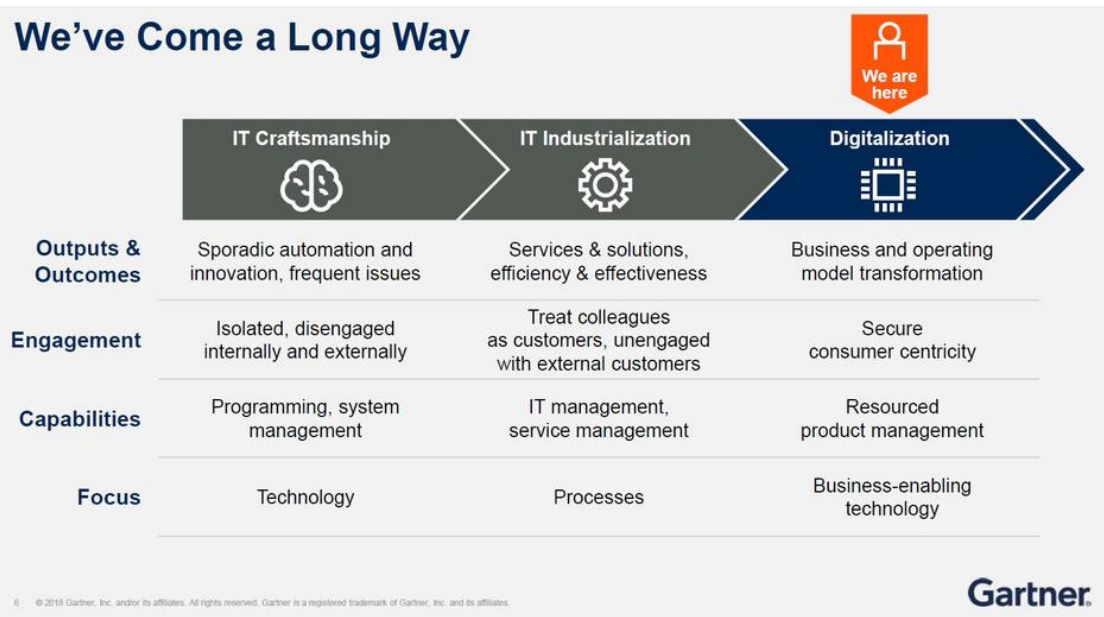 We've Come a Long Way
We are
here
IT Craftsmanship
IT Industrialization
Digitalization
Outputs &
Outcomes
Sporadic automation and
innovation, frequent issues
Services & solutions,
efficiency & effectiveness
Business and operating
model transformation
Engagement
Isolated, disengaged
internally and externally
Treat colleagues
as customers, unengaged
with external customers
Secure
consumer centricity
Capabilities
Programming, system
management
IT management,
service management
Resourced
product management
Focus
Technology
Processes
Business-enabling
technology
6 © 2018 Gartner, Inc. and/or its affiliates. All rights reserved. Gartner is a registered trademark of Gartner, Inc. and its affiliates.
Gartner